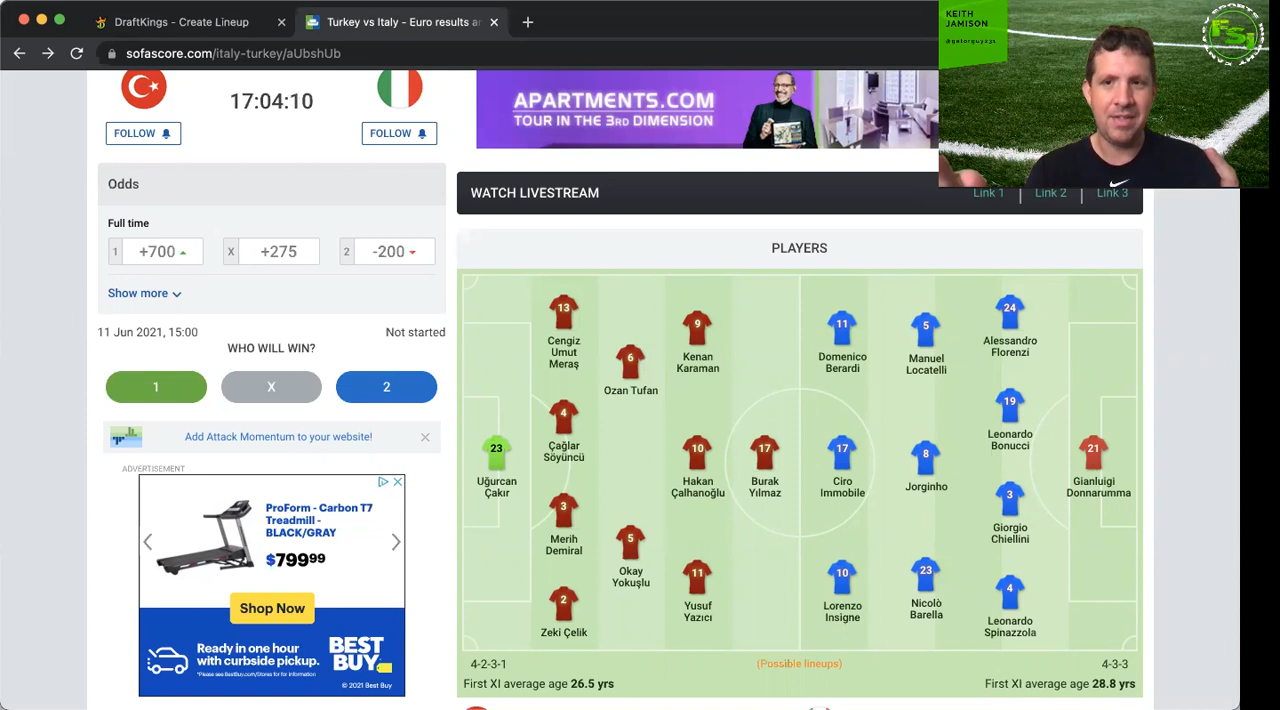 DraftKings - Create Lineup
Turkey vs Italy - Euro results ar
sofascore.com/italy-turkey/aUbshUb
KEITH
JAMISON
@gatorguy231
FSI
17:04:10
FOLLOW
FOLLOW
APARTMENTS.COM
TOUR IN THE 3RD DIMENSION
Odds
Full time
1 +700
X +275
2 -200
Show more
11 Jun 2021, 15:00
Not started
WHO WILL WIN?
1
X
2
Add Attack Momentum to your website!
ADVERTISEMENT
ProForm - Carbon T7
Treadmill -
BLACK/GRAY
$799⁹⁹
Shop Now
Ready in one hour
with curbside pickup.
BEST
BUY
© 2021 Best Buy
WATCH LIVESTREAM
Link 1
Link 2
Link 3
PLAYERS
23
Uğurcan
Çakır
13
Cengiz
Umut
Meraş
4
Çağlar
Söyüncü
3
Merih
Demiral
2
Zeki Çelik
6
Ozan Tufan
5
Okay
Yokuşlu
9
Kenan
Karaman
10
Hakan
Çalhanoğlu
11
Yusuf
Yazıcı
17
Burak
Yılmaz
11
Domenico
Berardi
17
Ciro
Immobile
10
Lorenzo
Insigne
5
Manuel
Locatelli
8
Jorginho
23
Nicolò
Barella
24
Alessandro
Florenzi
19
Leonardo
Bonucci
3
Giorgio
Chiellini
4
Leonardo
Spinazzola
21
Gianluigi
Donnarumma
4-2-3-1
(Possible lineups)
4-3-3
First XI average age 26.5 yrs
First XI average age 28.8 yrs